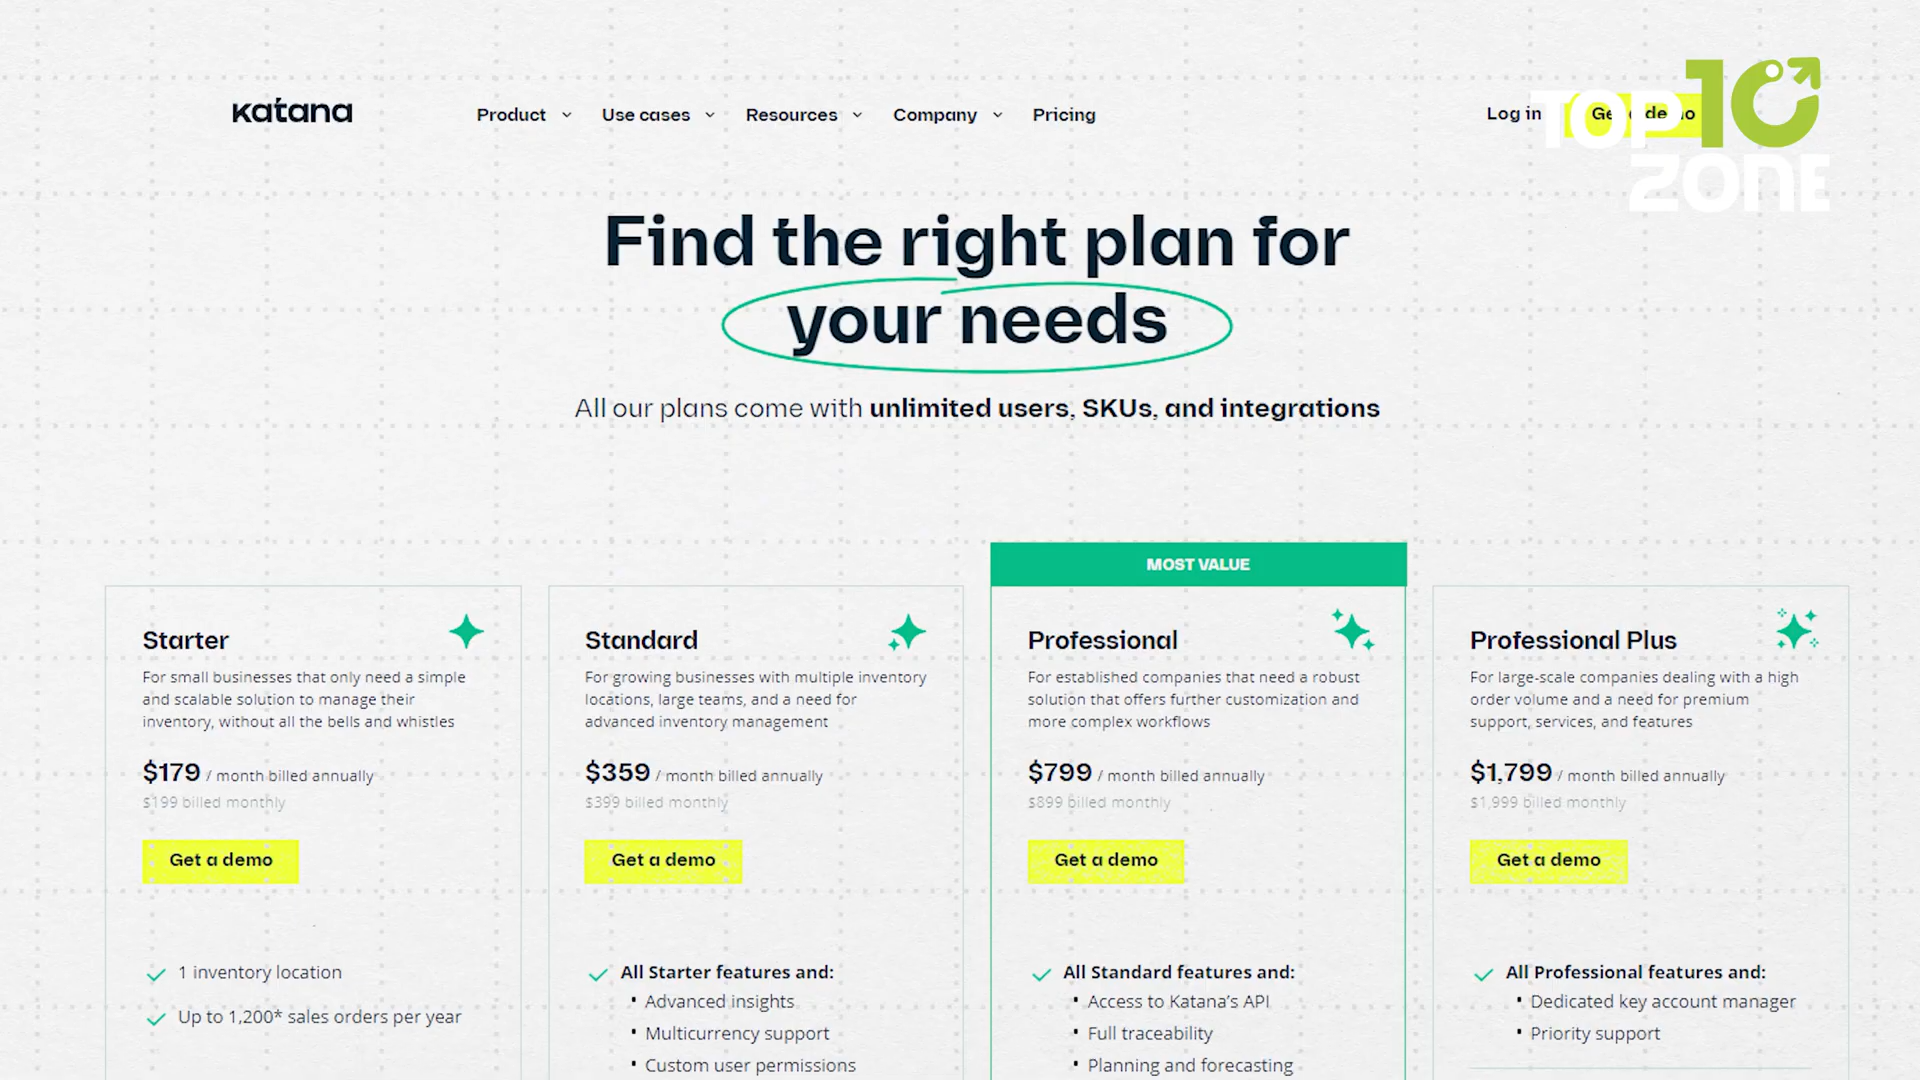 katana
Product
Use cases
Resources
Company
Pricing
Log in
Get a demo
TOP 10
ZONE
Find the right plan for
your needs
All our plans come with unlimited users, SKUs, and integrations
Starter
For small businesses that only need a simple
and scalable solution to manage their
inventory, without all the bells and whistles
$179 / month billed annually
$199 billed monthly
Get a demo
1 inventory location
Up to 1,200* sales orders per year
Standard
For growing businesses with multiple inventory
locations, large teams, and a need for
advanced inventory management
$359 / month billed annually
$399 billed monthly
Get a demo
All Starter features and:
Advanced insights
Multicurrency support
Custom user permissions
MOST VALUE
Professional
For established companies that need a robust
solution that offers further customization and
more complex workflows
$799 / month billed annually
$899 billed monthly
Get a demo
All Standard features and:
Access to Katana’s API
Full traceability
Planning and forecasting
Professional Plus
For large-scale companies dealing with a high
order volume and a need for premium
support, services, and features
$1,799 / month billed annually
$1,999 billed monthly
Get a demo
All Professional features and:
Dedicated key account manager
Priority support